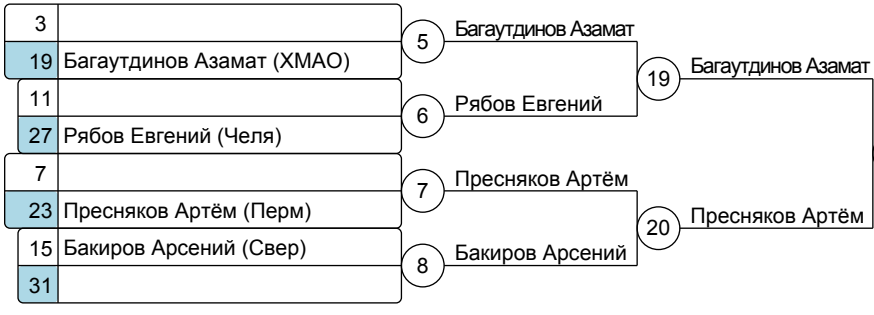 3
5
Багаутдинов Азамат
19 Багаутдинов Азамат (ХМАО)
19
Багаутдинов Азамат
11
6
Рябов Евгений
27 Рябов Евгений (Челя)
7
7
Пресняков Артём
23 Пресняков Артём (Перм)
20
Пресняков Артём
15 Бакиров Арсений (Свер)
8
Бакиров Арсений
31